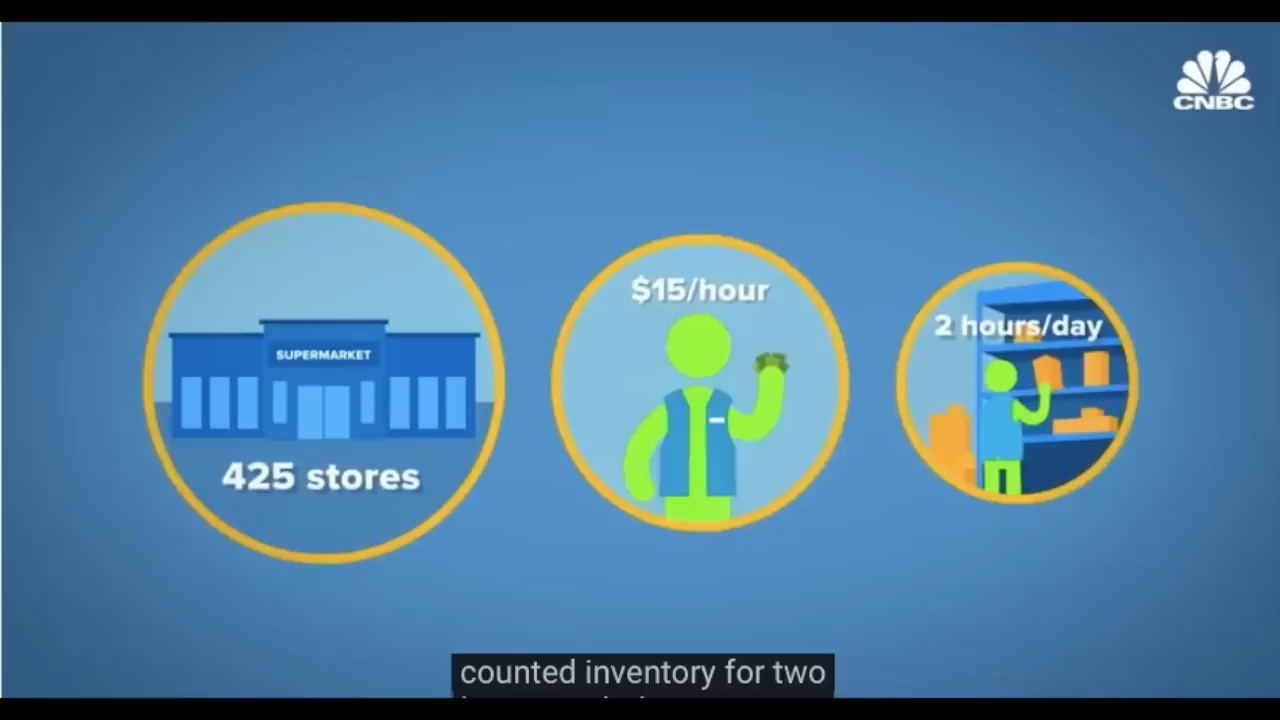 CNBC
SUPERMARKET
425 stores
$15/hour
2 hours/day
counted inventory for two